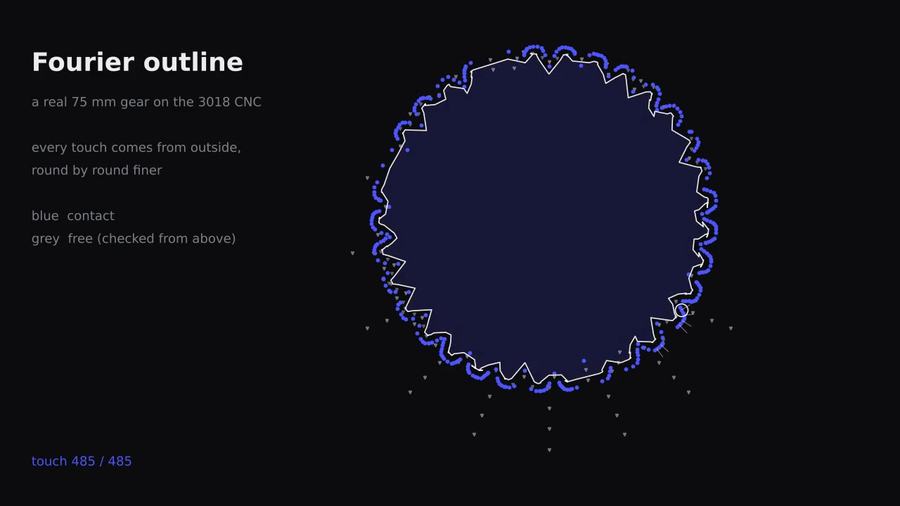 Fourier outline
a real 75 mm gear on the 3018 CNC
every touch comes from outside,
round by round finer
blue  contact
grey  free (checked from above)
touch 485 / 485